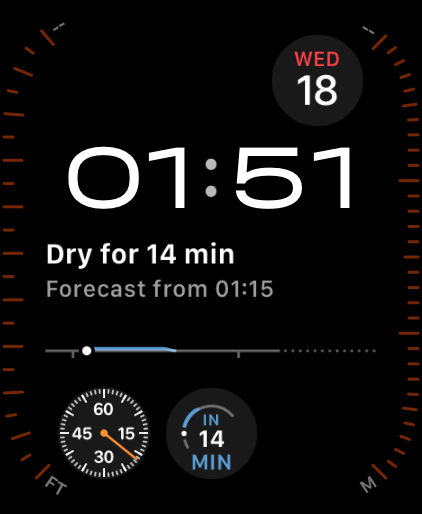 --
--
WED
18
01:51
Dry for 14 min
Forecast from 01:15
60
45
15
30
IN
14
MIN
FT
M